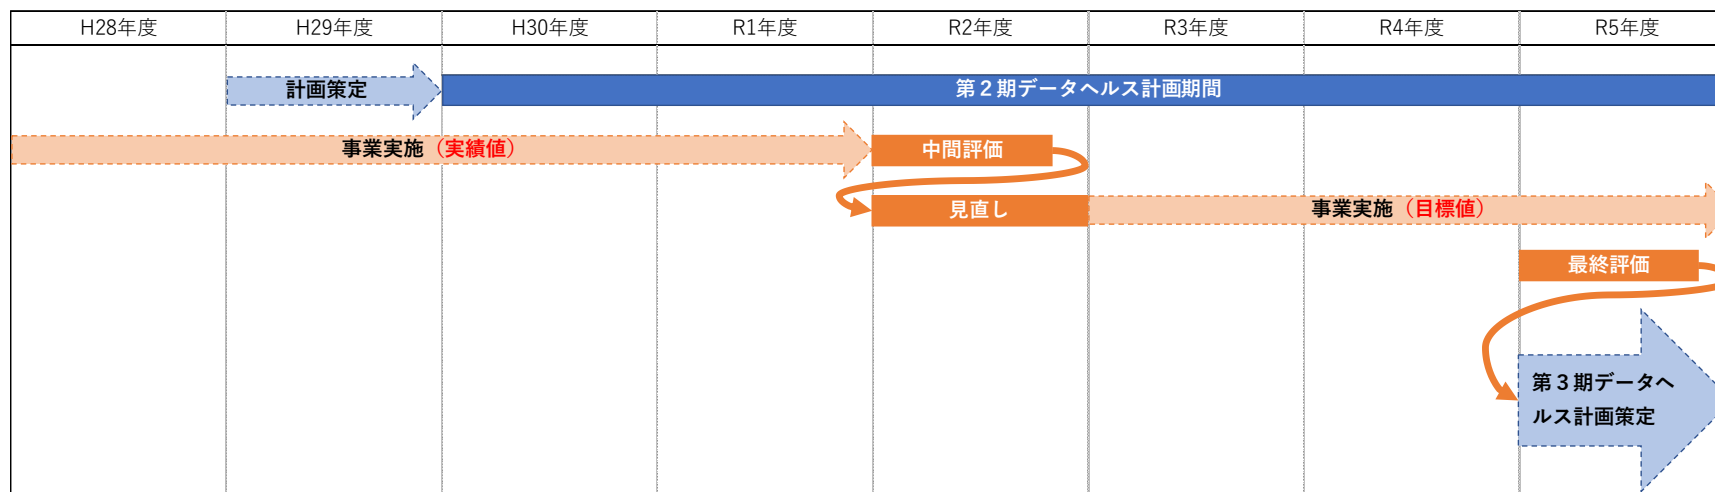 H28年度 H29年度 H30年度 R1年度 R2年度 R3年度 R4年度 R5年度
計画策定 第２期データヘルス計画期間
事業実施（実績値） 中間評価
見直し 事業実施（目標値）
最終評価
第３期データヘ
ルス計画策定